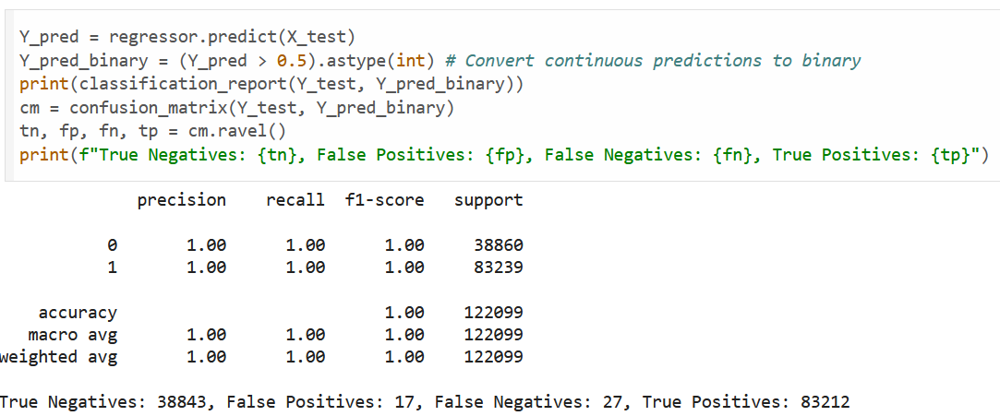 Y_pred = regressor.predict(X_test)
Y_pred_binary = (Y_pred > 0.5).astype(int) # Convert continuous predictions to binary
print(classification_report(Y_test, Y_pred_binary))
cm = confusion_matrix(Y_test, Y_pred_binary)
tn, fp, fn, tp = cm.ravel()
print(f"True Negatives: {tn}, False Positives: {fp}, False Negatives: {fn}, True Positives: {tp}")
precision recall f1-score support
0 1.00 1.00 1.00 38860
1 1.00 1.00 1.00 83239
accuracy 1.00 122099
macro avg 1.00 1.00 1.00 122099
weighted avg 1.00 1.00 1.00 122099
True Negatives: 38843, False Positives: 17, False Negatives: 27, True Positives: 83212